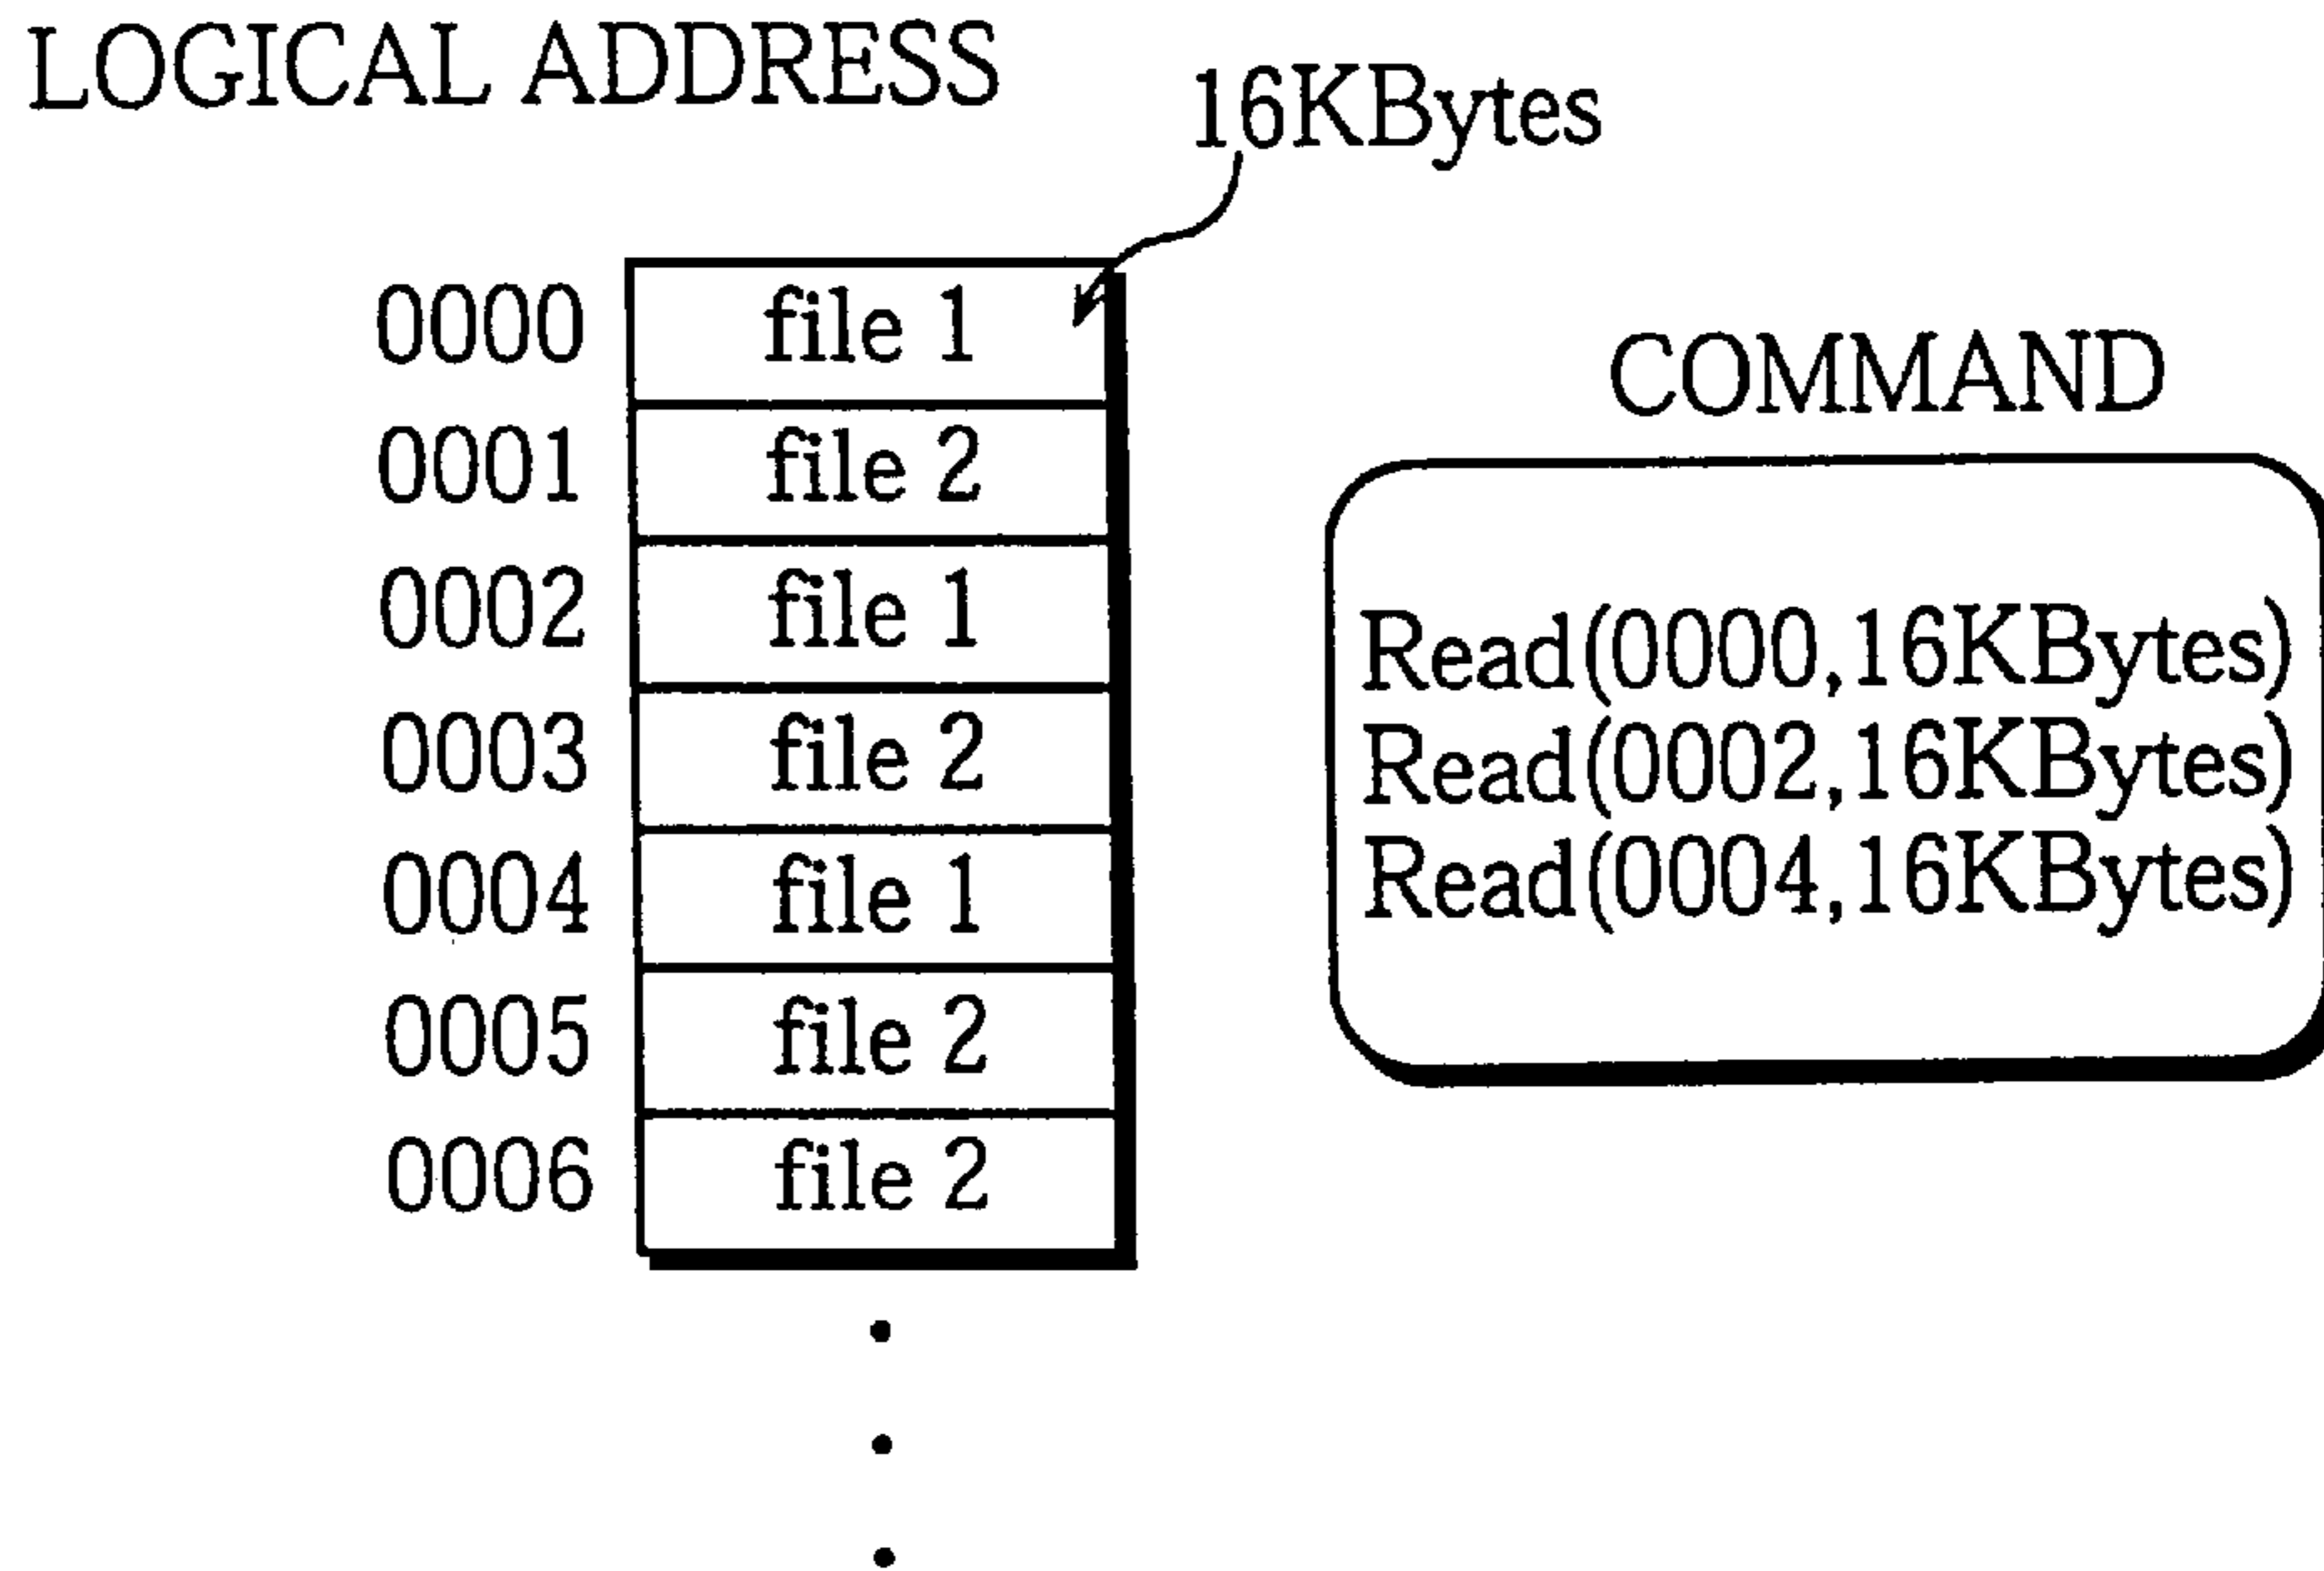 LOGICAL ADDRESS
16KBytes
0000 file 1
0001 file 2
0002 file 1
0003 file 2
0004 file 1
0005 file 2
0006 file 2
COMMAND
Read(0000,16KBytes)
Read(0002,16KBytes)
Read(0004,16KBytes)